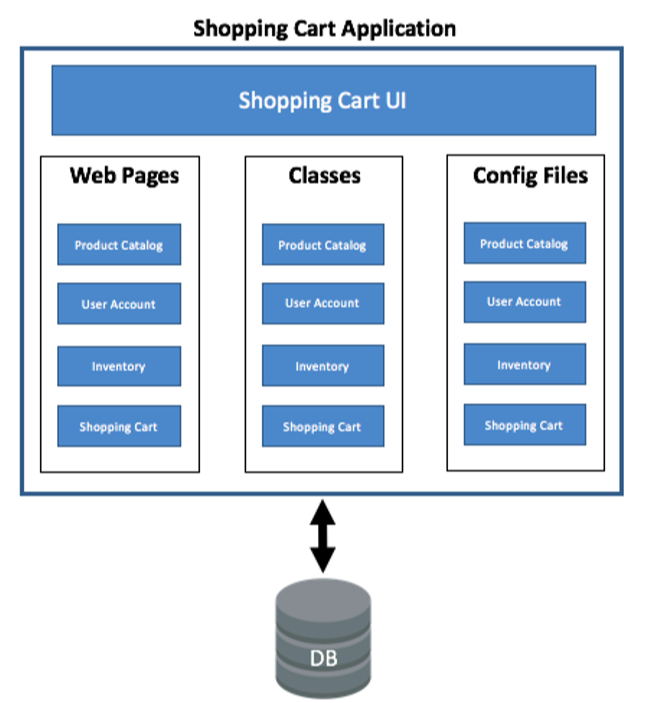 Shopping Cart Application
Shopping Cart UI
Web Pages
Product Catalog
User Account
Inventory
Shopping Cart
Classes
Product Catalog
User Account
Inventory
Shopping Cart
Config Files
Product Catalog
User Account
Inventory
Shopping Cart
DB